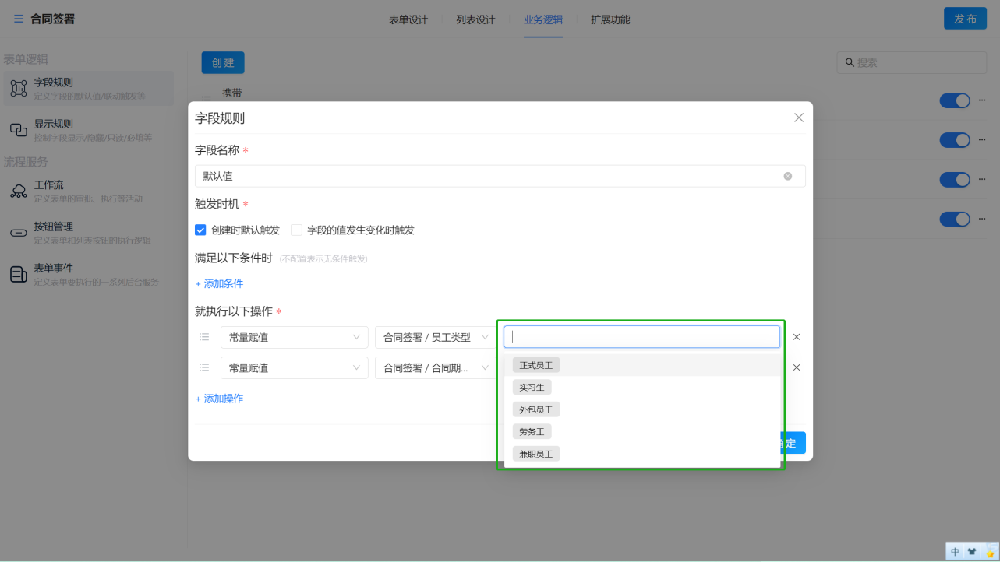 合同签署
表单设计
列表设计
业务逻辑
扩展功能
发布
表单逻辑
字段规则
定义字段的默认值/联动触发等
显示规则
控制字段显示/隐藏/只读/必填等
流程服务
工作流
定义表单的审批、执行等活动
按钮管理
定义表单和列表按钮的执行逻辑
表单事件
定义表单要执行的一系列后台服务
创建
搜索
携带
字段规则
字段名称 *
默认值
触发时机 *
创建时默认触发
字段的值发生变化时触发
满足以下条件时 (不配置表示无条件触发)
+ 添加条件
就执行以下操作 *
常量赋值
合同签署 / 员工类型
常量赋值
合同签署 / 合同期...
+ 添加操作
正式员工
实习生
外包员工
劳务工
兼职员工
定
中